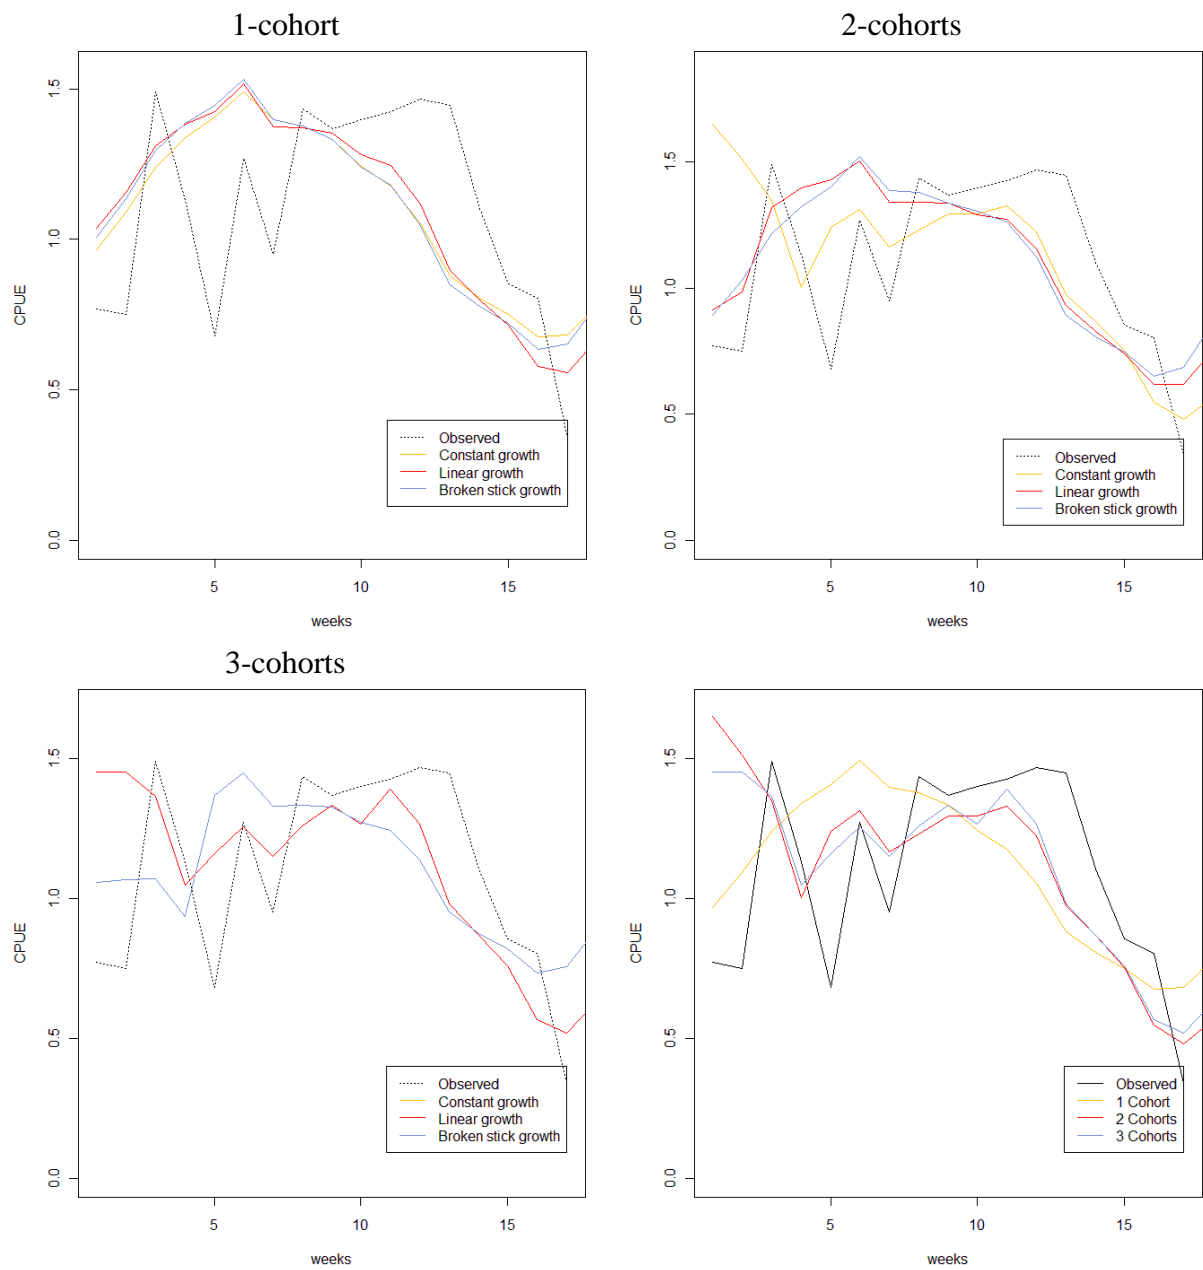 1-cohort
1.5
1.0
0.5
0.0
CPUE
Observed
Constant growth
Linear growth
Broken stick growth
5
10
15
weeks
2-cohorts
1.5
1.0
0.5
0.0
CPUE
Observed
Constant growth
Linear growth
Broken stick growth
5
10
15
weeks
3-cohorts
1.5
1.0
0.5
0.0
CPUE
Observed
Constant growth
Linear growth
Broken stick growth
5
10
15
weeks
1.5
1.0
0.5
0.0
CPUE
Observed
1 Cohort
2 Cohorts
3 Cohorts
5
10
15
weeks